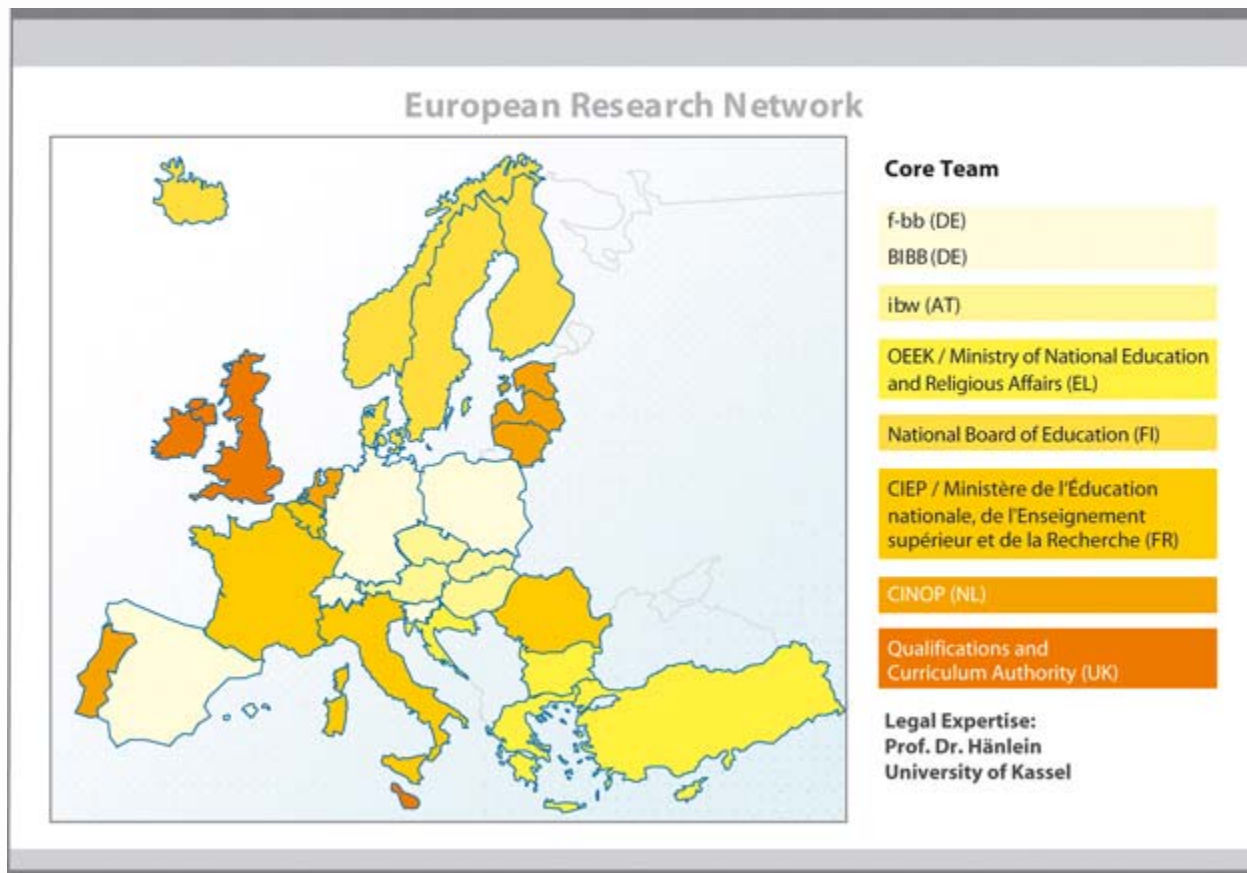 European Research Network
Core Team
f-bb (DE)
BIBB (DE)
ibw (AT)
OEEK / Ministry of National Education
and Religious Affairs (EL)
National Board of Education (FI)
CIEP / Ministère de l'Éducation
nationale, de l'Enseignement
supérieur et de la Recherche (FR)
CINOP (NL)
Qualifications and
Curriculum Authority (UK)
Legal Expertise:
Prof. Dr. Hänlein
University of Kassel